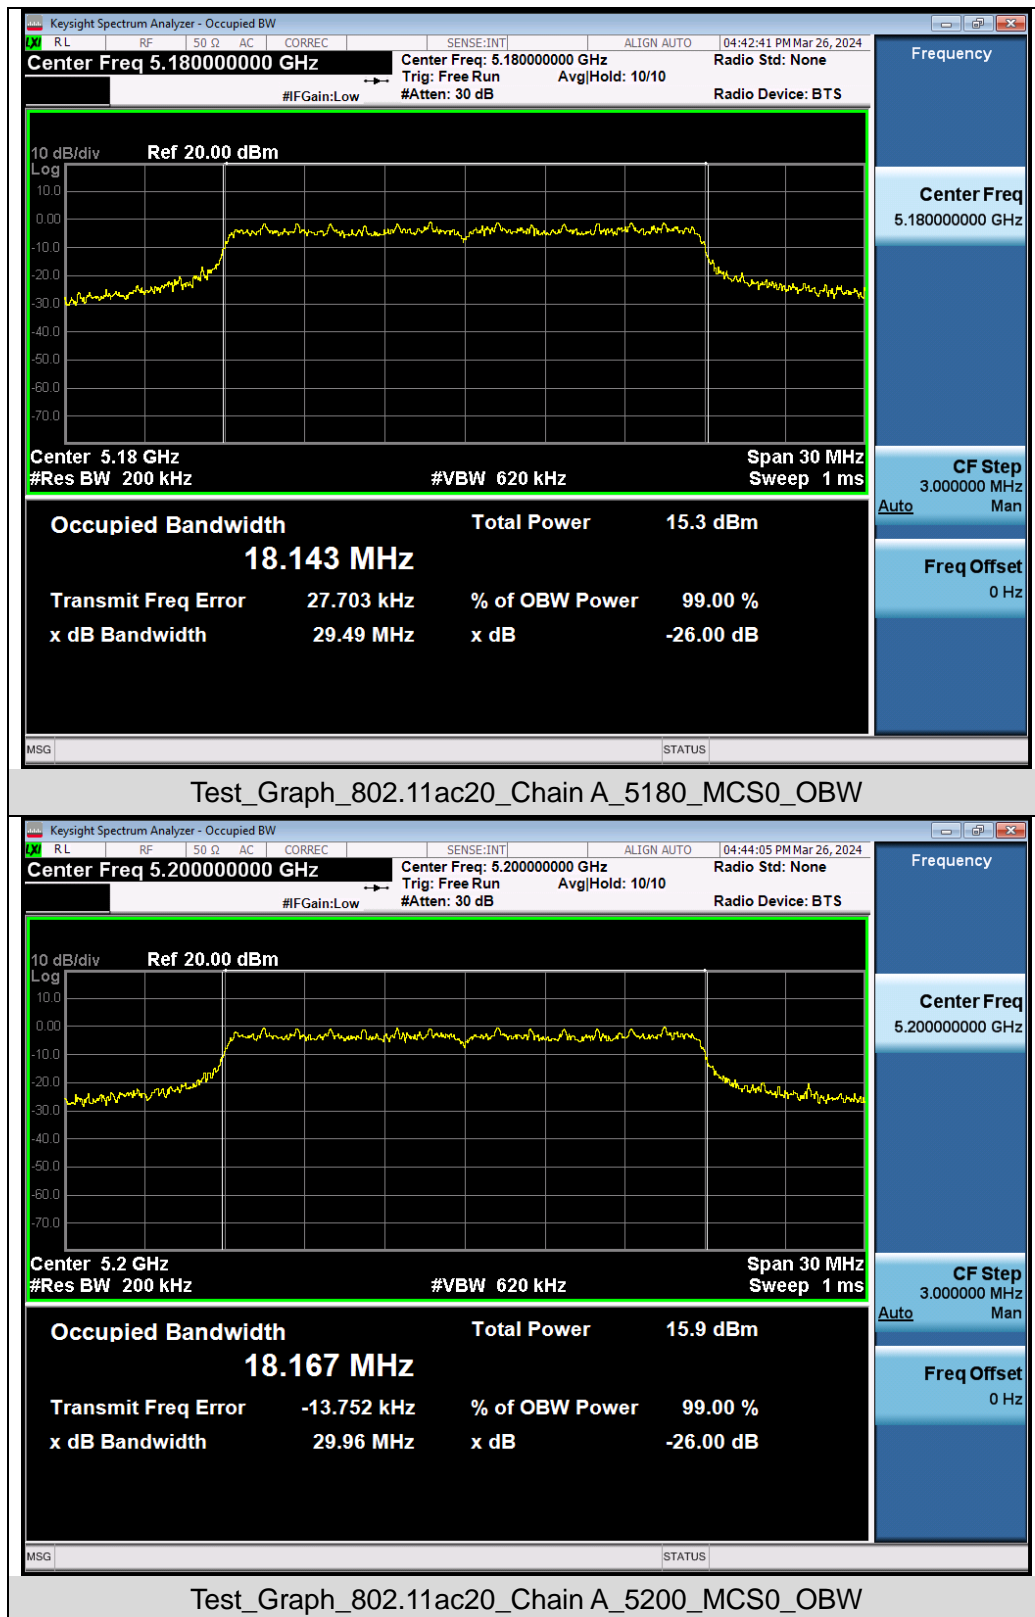 Keysight Spectrum Analyzer - Occupied BW
LXI RL RF 50 Ω AC CORREC SENSE:INT ALIGN AUTO 04:42:41 PM Mar 26, 2024
Center Freq 5.180000000 GHz
Center Freq: 5.180000000 GHz
Radio Std: None
Trig: Free Run Avg|Hold: 10/10
#IFGain:Low
#Atten: 30 dB
Radio Device: BTS
Frequency
10 dB/div Ref 20.00 dBm
Log
10.0
0.00
-10.0
-20.0
-30.0
-40.0
-50.0
-60.0
-70.0
Center 5.18 GHz Span 30 MHz
#Res BW 200 kHz #VBW 620 kHz Sweep 1 ms
Center Freq
5.180000000 GHz
CF Step
3.000000 MHz
Auto Man
Freq Offset
0 Hz
Occupied Bandwidth Total Power 15.3 dBm
18.143 MHz
Transmit Freq Error 27.703 kHz % of OBW Power 99.00 %
x dB Bandwidth 29.49 MHz x dB -26.00 dB
MSG STATUS
Test_Graph_802.11ac20_Chain A_5180_MCS0_OBW
Keysight Spectrum Analyzer - Occupied BW
LXI RL RF 50 Ω AC CORREC SENSE:INT ALIGN AUTO 04:44:05 PM Mar 26, 2024
Center Freq 5.200000000 GHz
Center Freq: 5.200000000 GHz
Radio Std: None
Trig: Free Run Avg|Hold: 10/10
#IFGain:Low
#Atten: 30 dB
Radio Device: BTS
Frequency
10 dB/div Ref 20.00 dBm
Log
10.0
0.00
-10.0
-20.0
-30.0
-40.0
-50.0
-60.0
-70.0
Center 5.2 GHz Span 30 MHz
#Res BW 200 kHz #VBW 620 kHz Sweep 1 ms
Center Freq
5.200000000 GHz
CF Step
3.000000 MHz
Auto Man
Freq Offset
0 Hz
Occupied Bandwidth Total Power 15.9 dBm
18.167 MHz
Transmit Freq Error -13.752 kHz % of OBW Power 99.00 %
x dB Bandwidth 29.96 MHz x dB -26.00 dB
MSG STATUS
Test_Graph_802.11ac20_Chain A_5200_MCS0_OBW